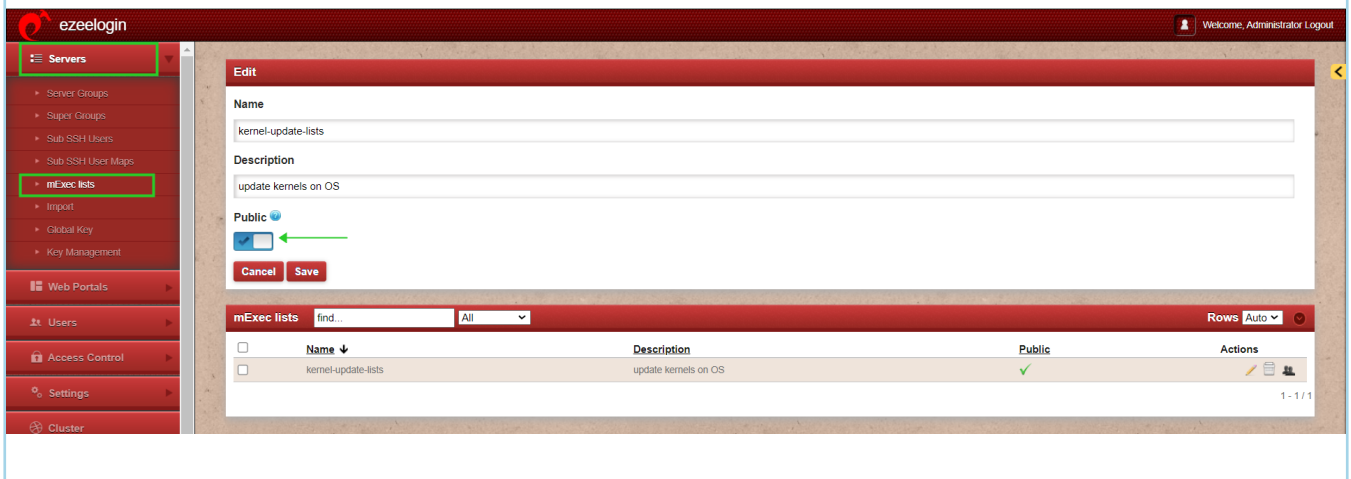 ezeelogin
Welcome, Administrator Logout
Servers
Server Groups
Super Groups
Sub SSH Users
Sub SSH User Maps
mExec lists
Import
Global Key
Key Management
Web Portals
Users
Access Control
Settings
Cluster
Edit
Name
kernel-update-lists
Description
update kernels on OS
Public
Cancel Save
mExec lists find... All Rows Auto
Name Description Public Actions
kernel-update-lists update kernels on OS
1 - 1 / 1